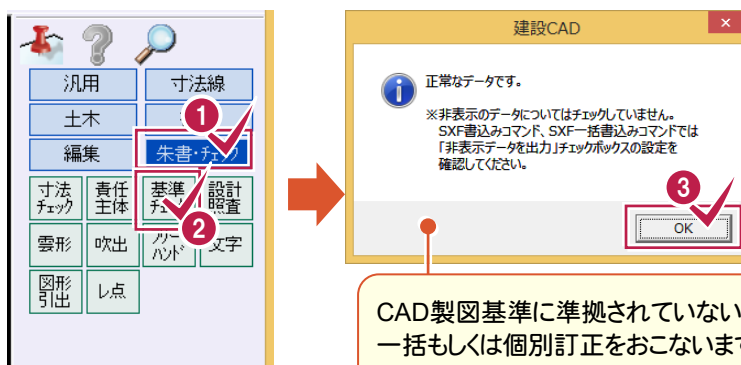 汎用
寸法線
土木
1
編集
朱書・チェック
寸法チェック
責任主体
基準チェック
設計照査
2
雲形
吹出
フリーハンド
文字
図形引出
レ点
建設CAD
×
正常なデータです。
※非表示のデータについてはチェックしていません。
SXF書込みコマンド、SXF一括書込みコマンドでは
「非表示データを出力」チェックボックスの設定を
確認してください。
3
OK
CAD製図基準に準拠されていない
一括もしくは個別訂正をおこないます